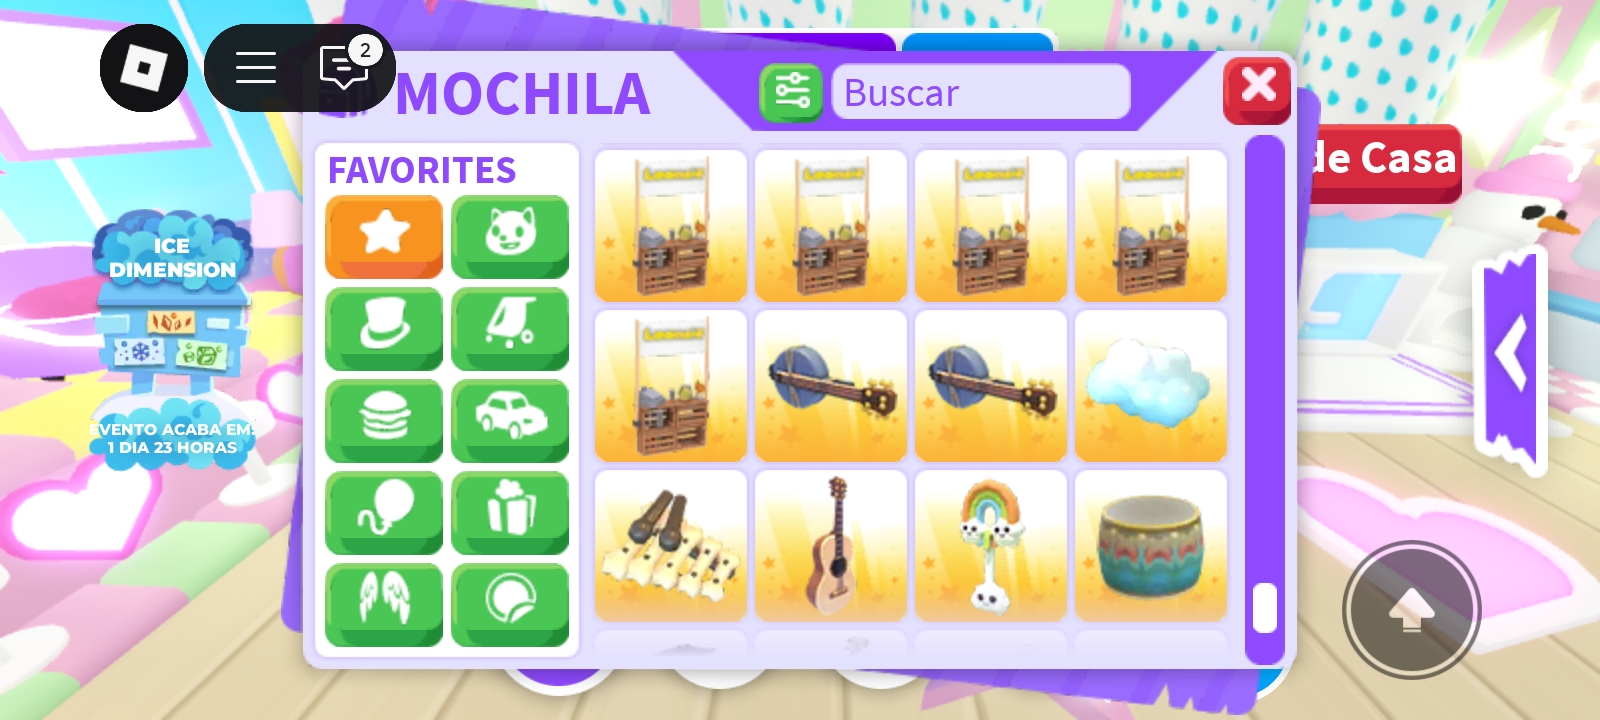 2
MOCHILA
Buscar
FAVORITES
de Casa
ICE
DIMENSION
EVENTO ACABA EM:
1 DIA 23 HORAS